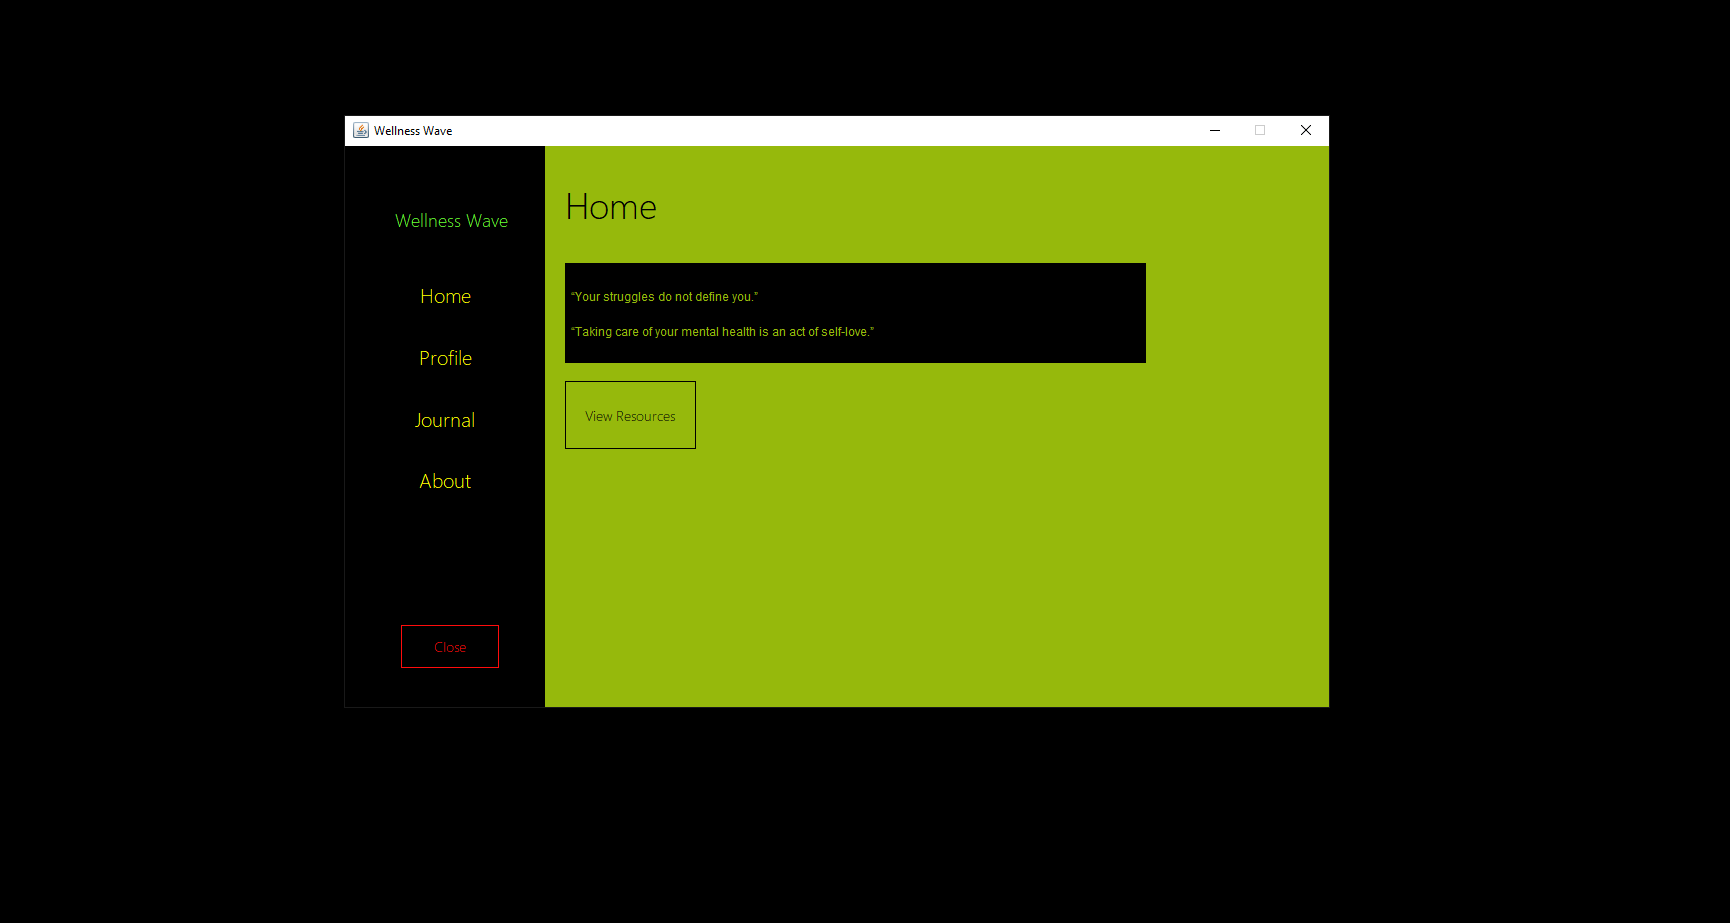 Wellness Wave
Wellness Wave
Home
Profile
Journal
About
Close
Home
“Your struggles do not define you.”
“Taking care of your mental health is an act of self-love.”
View Resources